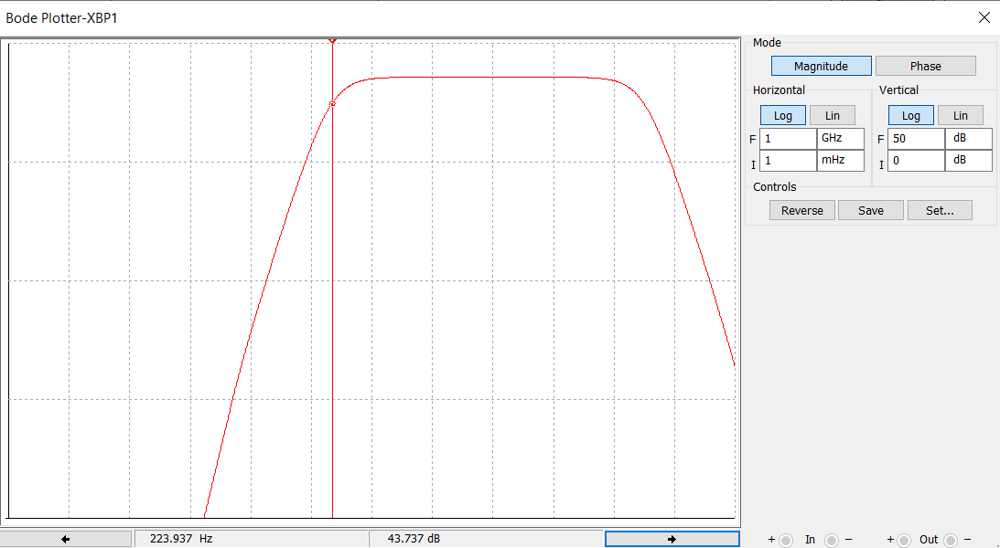 Bode Plotter-XBP1
Mode
Magnitude Phase
Horizontal Vertical
Log Lin Log Lin
F 1 GHz F 50 dB
I 1 mHz I 0 dB
Controls
Reverse Save Set...
223.937 Hz 43.737 dB + In − + Out −